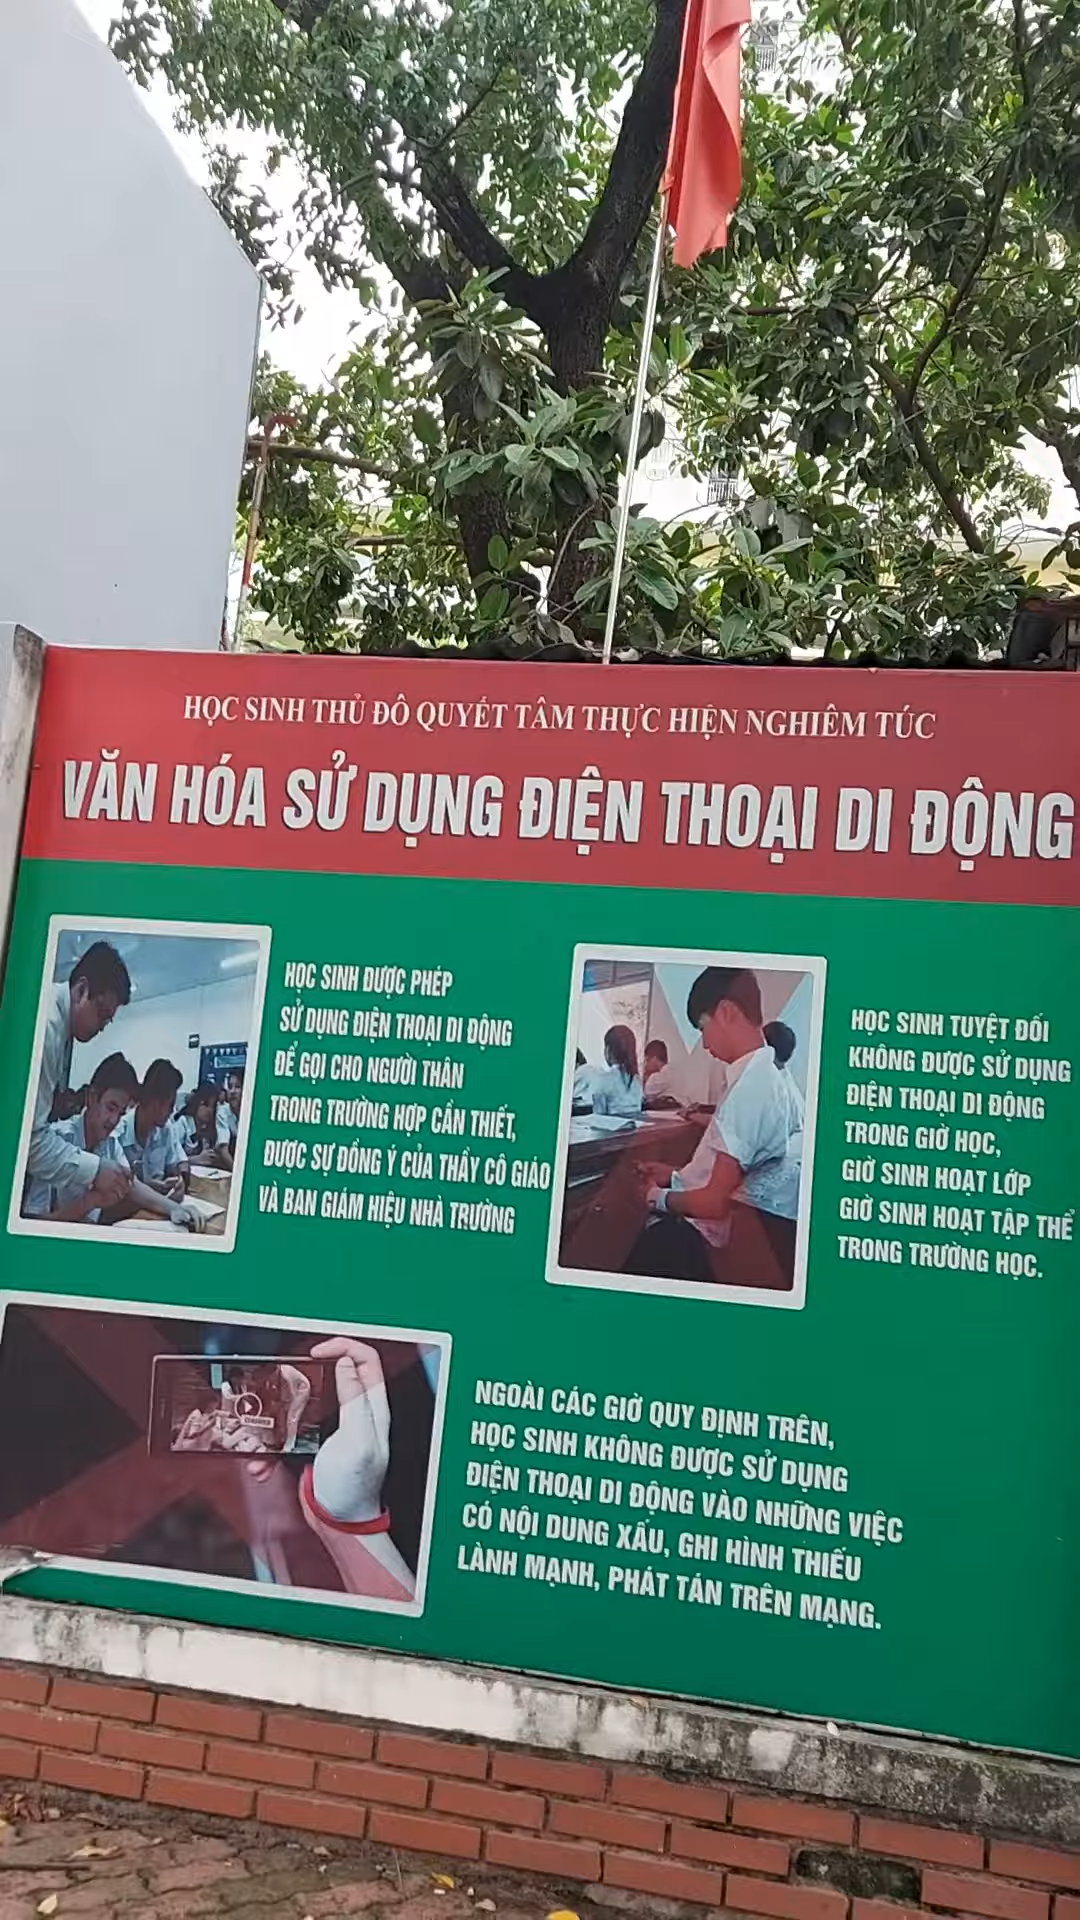 HỌC SINH THỦ ĐÔ QUYẾT TÂM THỰC HIỆN NGHIÊM TÚC
VĂN HÓA SỬ DỤNG ĐIỆN THOẠI DI ĐỘNG
HỌC SINH ĐƯỢC PHÉP
SỬ DỤNG ĐIỆN THOẠI DI ĐỘNG
ĐỂ GỌI CHO NGƯỜI THÂN
TRONG TRƯỜNG HỢP CẦN THIẾT,
ĐƯỢC SỰ ĐỒNG Ý CỦA THẦY CÔ GIÁO
VÀ BAN GIÁM HIỆU NHÀ TRƯỜNG
HỌC SINH TUYỆT ĐỐI
KHÔNG ĐƯỢC SỬ DỤNG
ĐIỆN THOẠI DI ĐỘNG
TRONG GIỜ HỌC,
GIỜ SINH HOẠT LỚP
GIỜ SINH HOẠT TẬP THỂ
TRONG TRƯỜNG HỌC.
NGOÀI CÁC GIỜ QUY ĐỊNH TRÊN,
HỌC SINH KHÔNG ĐƯỢC SỬ DỤNG
ĐIỆN THOẠI DI ĐỘNG VÀO NHỮNG VIỆC
CÓ NỘI DUNG XẤU, GHI HÌNH THIẾU
LÀNH MẠNH, PHÁT TÁN TRÊN MẠNG.